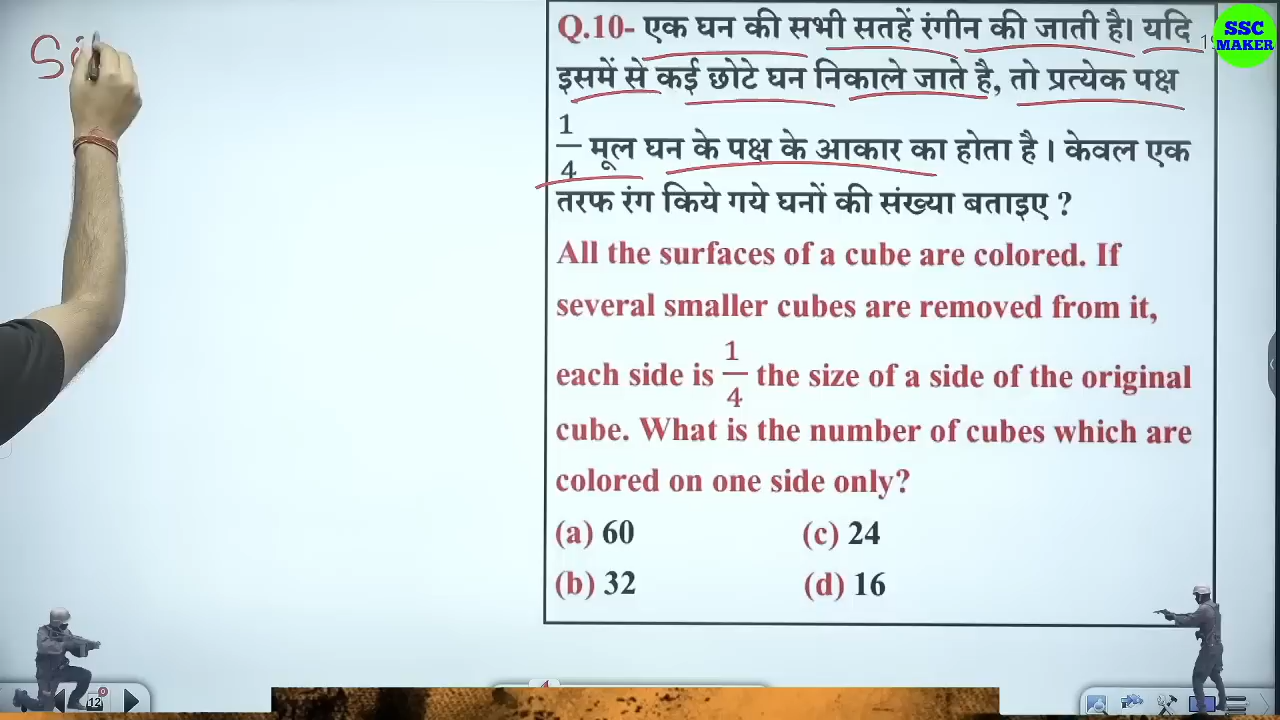 Q.10- एक घन की सभी सतहें रंगीन की जाती है। यदि
इसमें से कई छोटे घन निकाले जाते है, तो प्रत्येक पक्ष
1/4 मूल घन के पक्ष के आकार का होता है । केवल एक
तरफ रंग किये गये घनों की संख्या बताइए ?
All the surfaces of a cube are colored. If
several smaller cubes are removed from it,
each side is 1/4 the size of a side of the original
cube. What is the number of cubes which are
colored on one side only?
(a) 60 (c) 24
(b) 32 (d) 16
SSC
MAKER
12